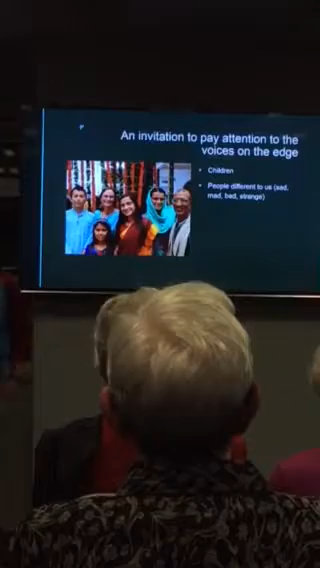 An invitation to pay attention to the
voices on the edge
• Children
• People different to us (sad,
mad, bad, strange)